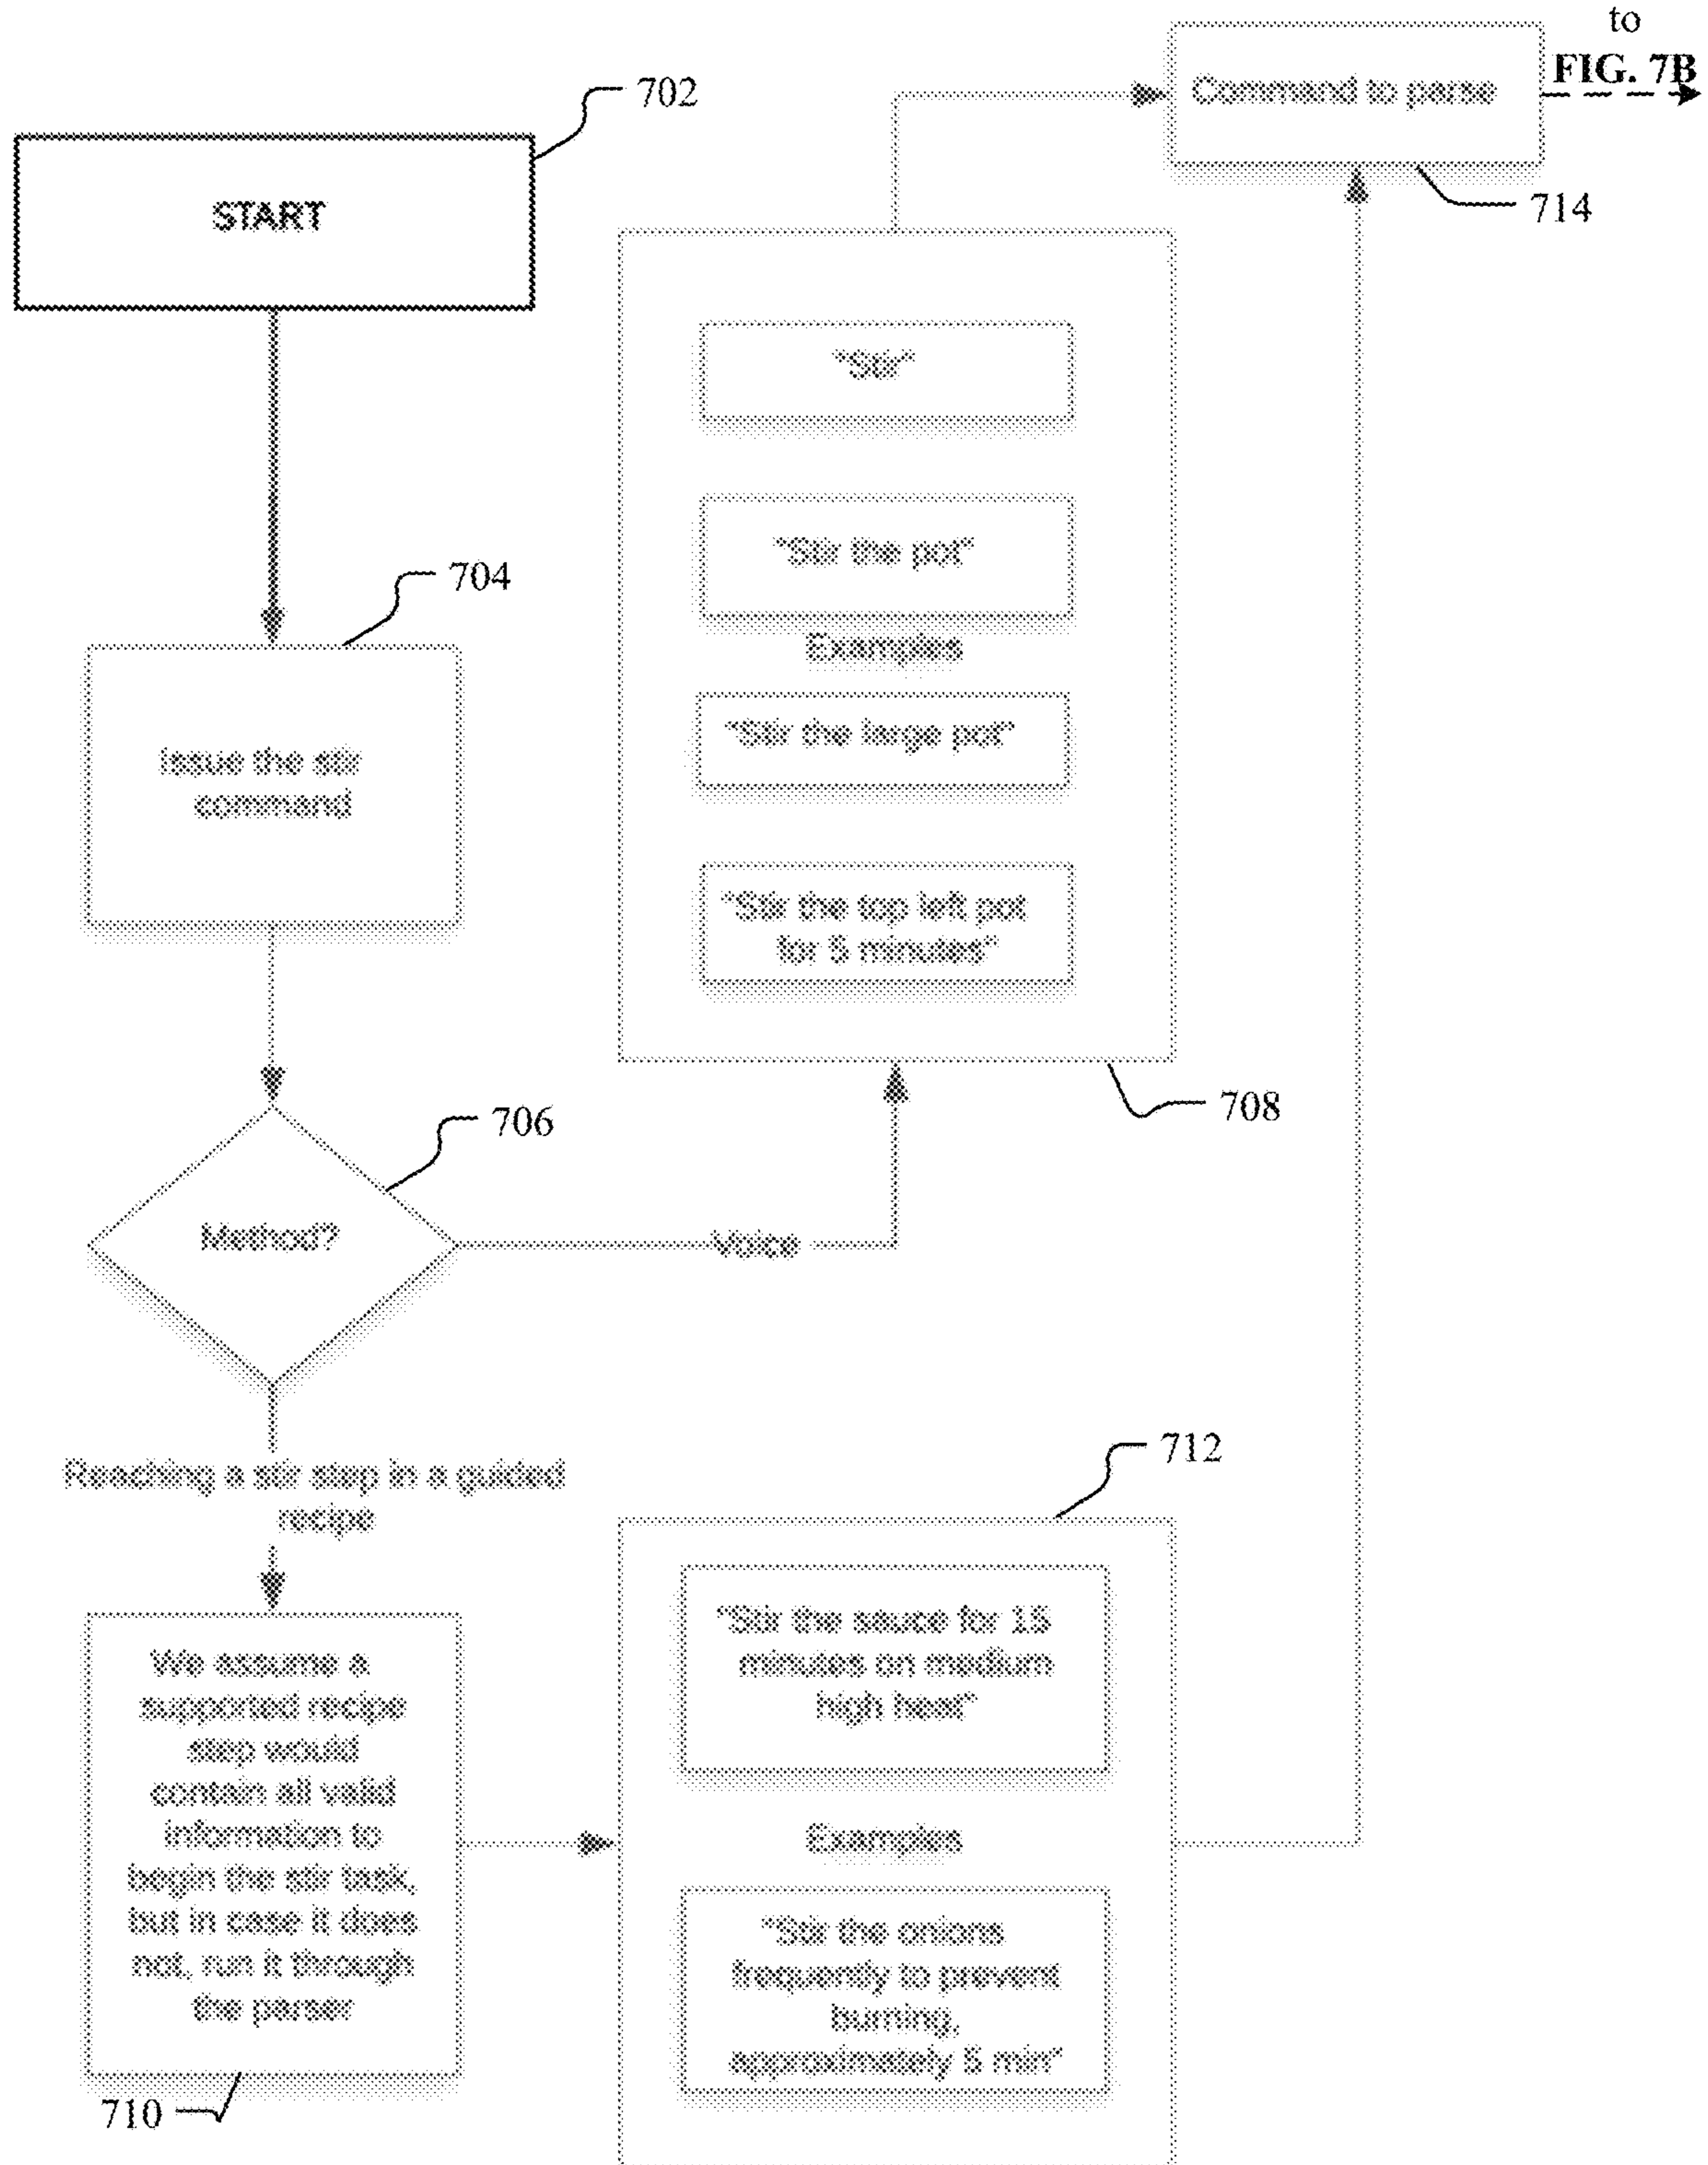 to
FIG. 7B
Command to parse
714
702
START
"Stir"
"Stir the pot"
Examples
"Stir the large pot"
"Stir the top left pot
for 5 minutes"
708
704
Issue the stir
command
706
Method?
Voice
Reaching a stir step in a guided
recipe
We assume a
supported recipe
step would
contain all valid
information to
begin the stir task,
but in case it does
not, run it through
the parser
710
712
"Stir the sauce for 15
minutes on medium
high heat"
Examples
"Stir the onions
frequently to prevent
burning,
approximately 5 min"